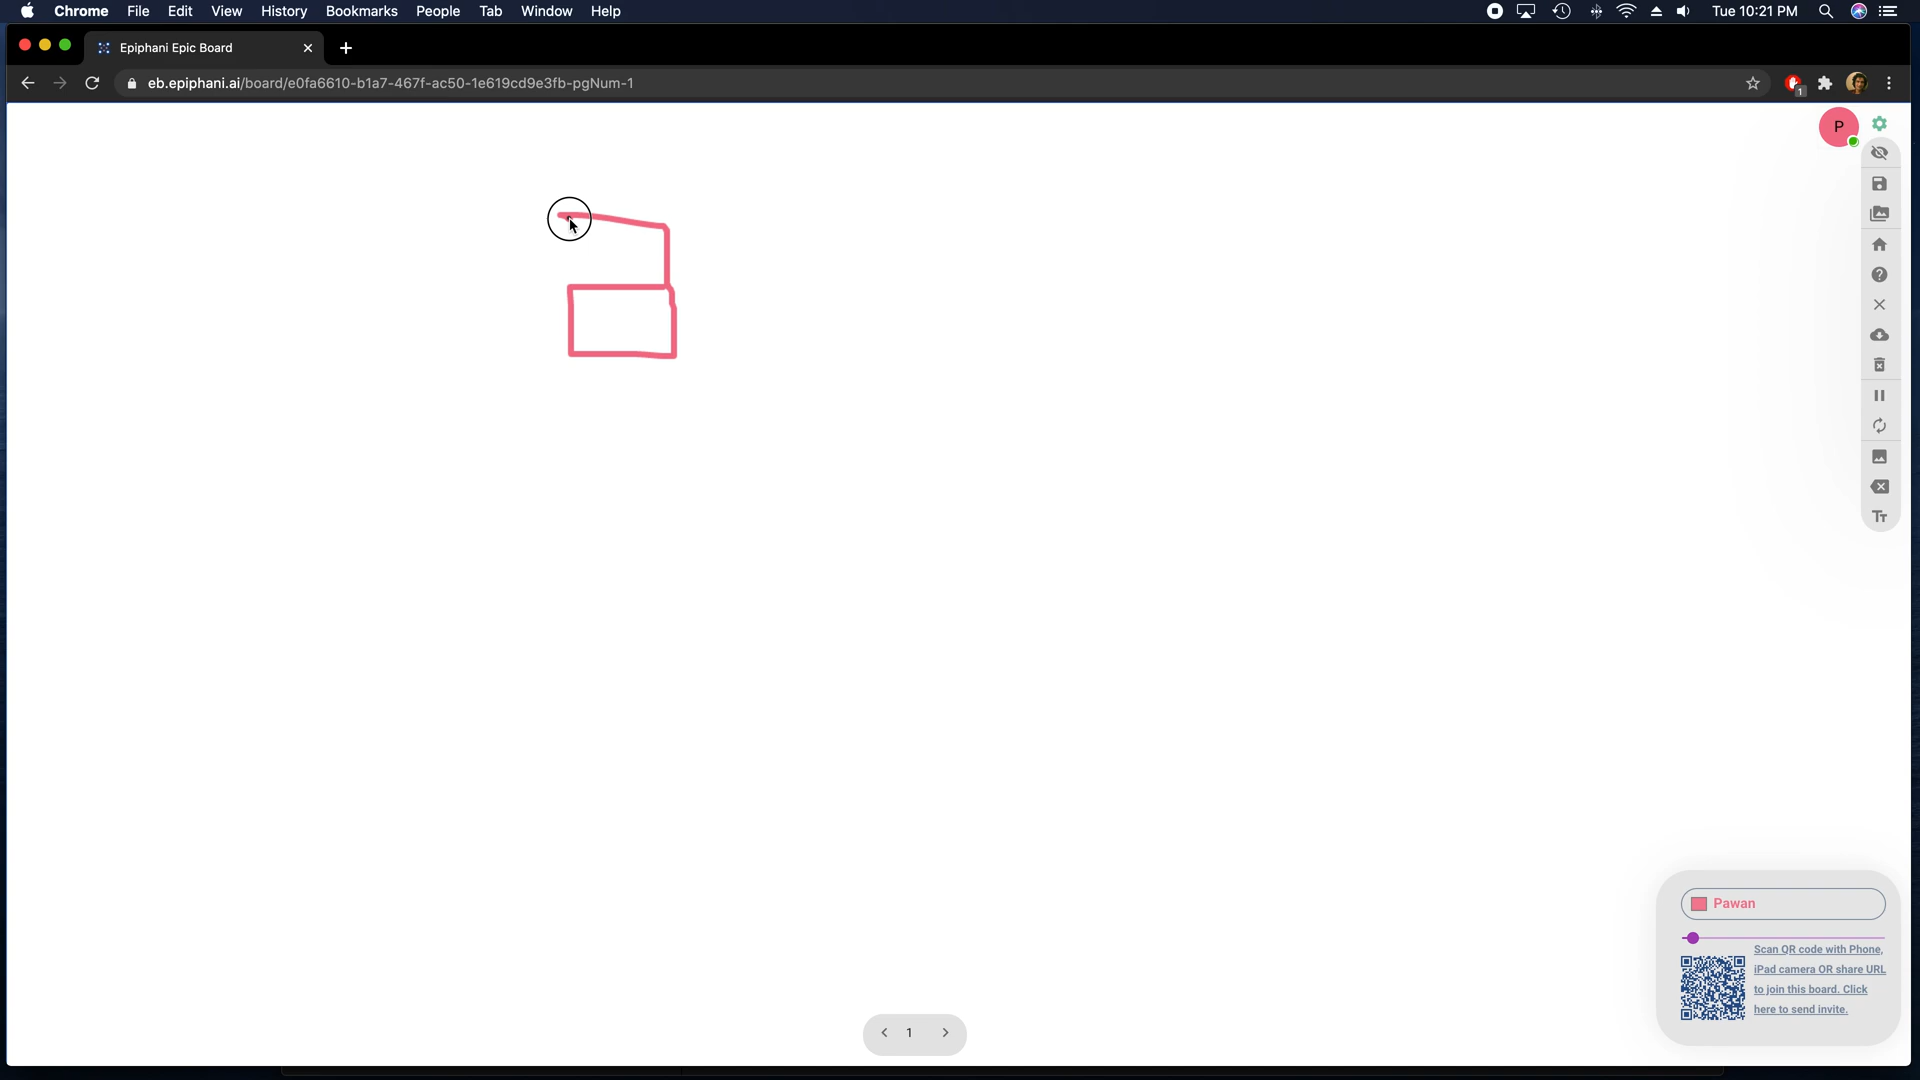 Chrome File Edit View History Bookmarks People Tab Window Help Tue 10:21 PM
Epiphani Epic Board
eb.epiphani.ai/board/e0fa6610-b1a7-467f-ac50-1e619cd9e3fb-pgNum-1
1
P
Tт
Pawan
Scan QR code with Phone,
iPad camera OR share URL
to join this board. Click
here to send invite.
1